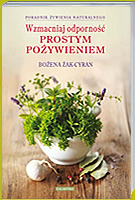 PORADNIK ŻYWIENIA NATURALNEGO
Wzmacniaj odporność
PROSTYM
POŻYWIENIEM
BOŻENA ŻAK-CYRAN